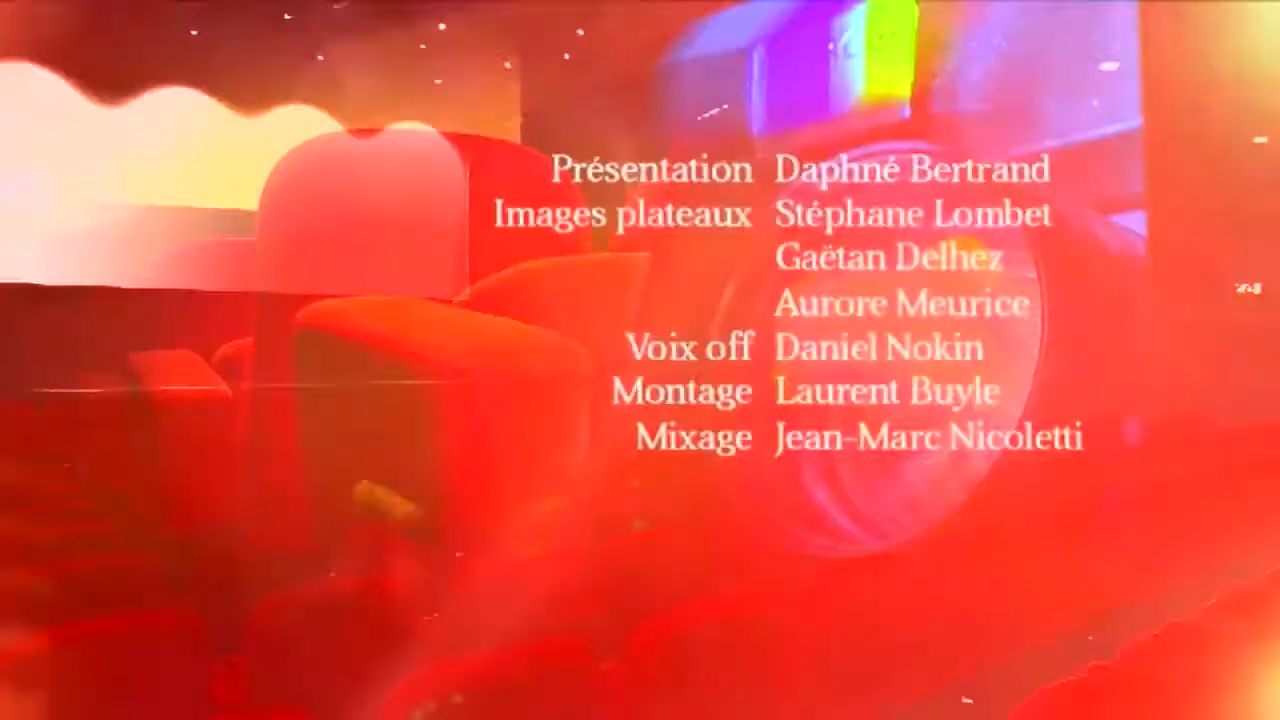 Présentation Daphné Bertrand
Images plateaux Stéphane Lombet
Gaëtan Delhez
Aurore Meurice
Voix off Daniel Nokin
Montage Laurent Buyle
Mixage Jean-Marc Nicoletti